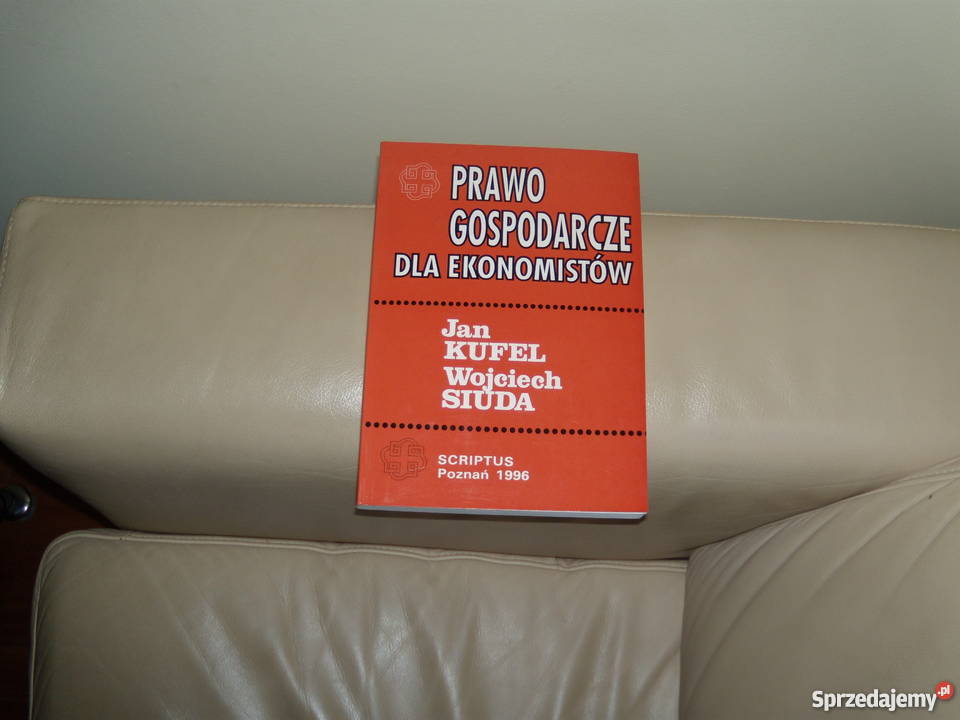 PRAWO
GOSPODARCZE
DLA EKONOMISTÓW
Jan
KUFEL
Wojciech
SIUDA
SCRIPTUS
Poznań 1996
Sprzedajemy.pl